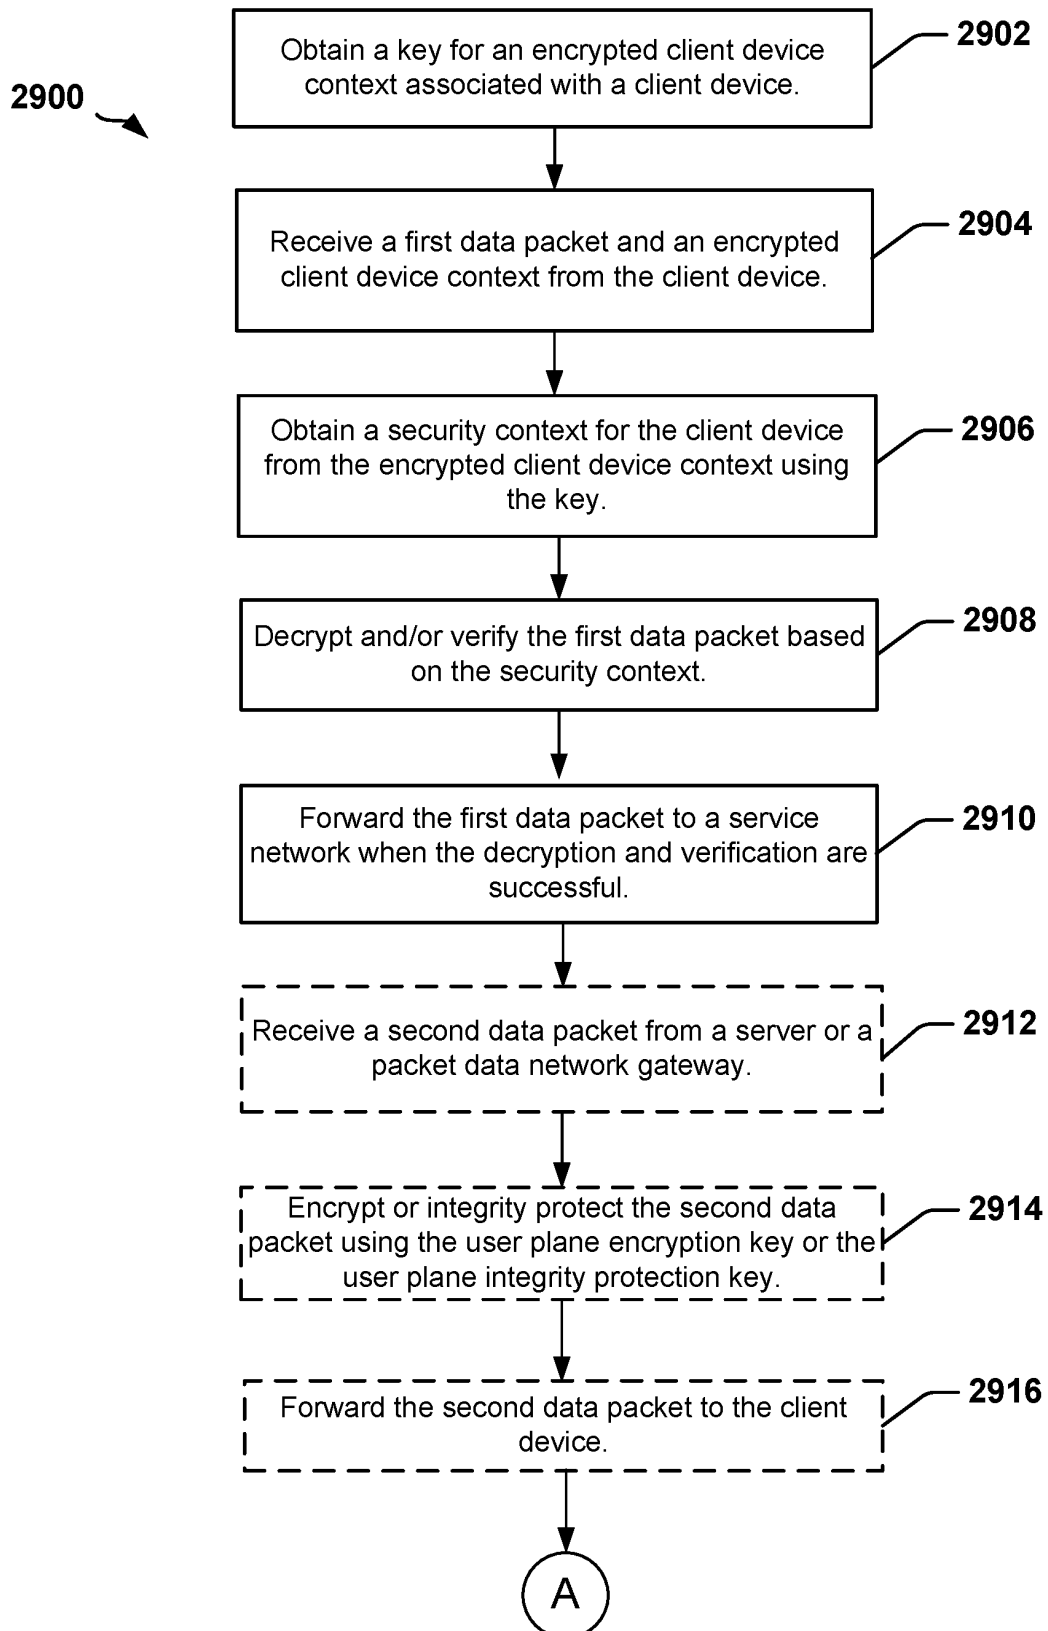 2900
Obtain a key for an encrypted client device
context associated with a client device.
2902
Receive a first data packet and an encrypted
client device context from the client device.
2904
Obtain a security context for the client device
from the encrypted client device context using
the key.
2906
Decrypt and/or verify the first data packet based
on the security context.
2908
Forward the first data packet to a service
network when the decryption and verification are
successful.
2910
Receive a second data packet from a server or a
packet data network gateway.
2912
Encrypt or integrity protect the second data
packet using the user plane encryption key or the
user plane integrity protection key.
2914
Forward the second data packet to the client
device.
2916
A